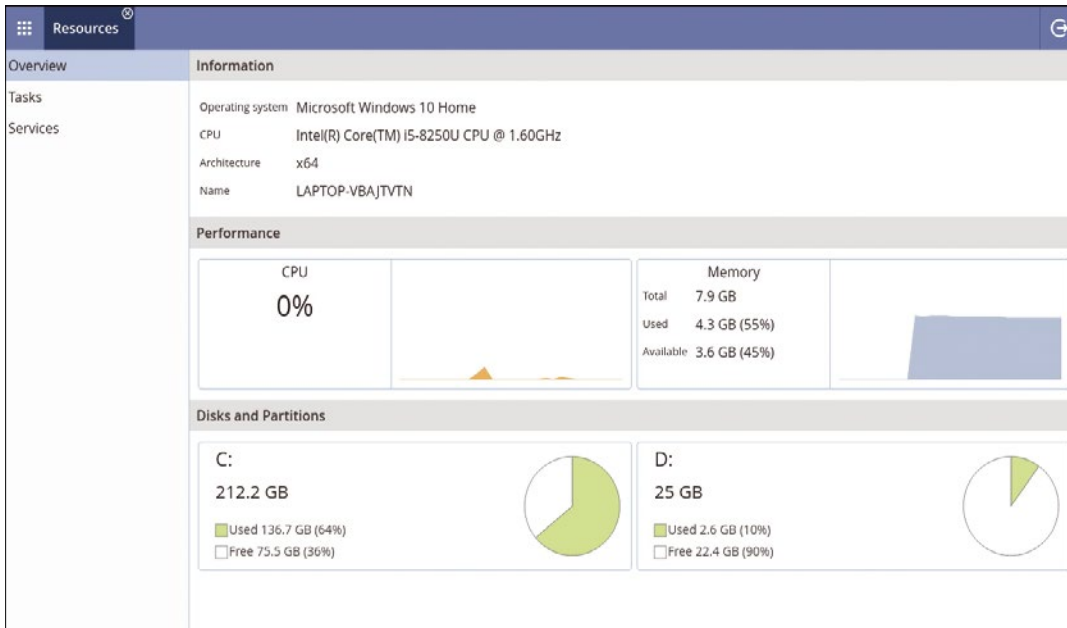 Resources
Overview
Tasks
Services
Information
Operating system Microsoft Windows 10 Home
CPU Intel(R) Core(TM) i5-8250U CPU @ 1.60GHz
Architecture x64
Name LAPTOP-VBAJTVTN
Performance
CPU
0%
Memory
Total 7.9 GB
Used 4.3 GB (55%)
Available 3.6 GB (45%)
Disks and Partitions
C:
212.2 GB
Used 136.7 GB (64%)
Free 75.5 GB (36%)
D:
25 GB
Used 2.6 GB (10%)
Free 22.4 GB (90%)